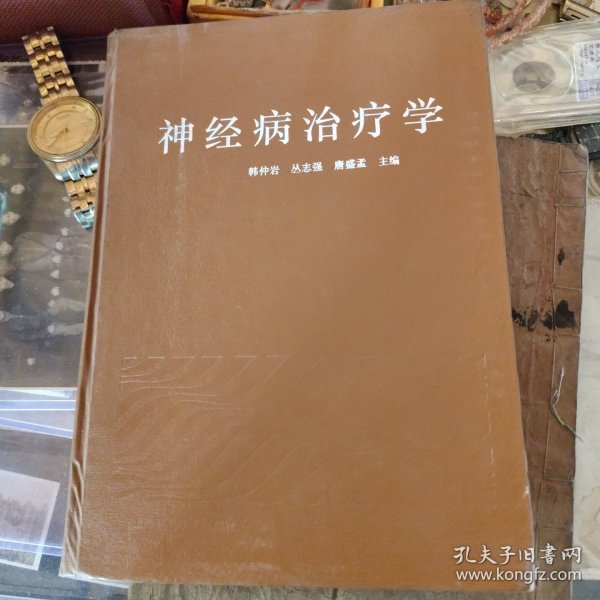 神经病治疗学
韩仲岩 丛志强 唐盛孟 主编
孔夫子旧书网
www.kongfz.com